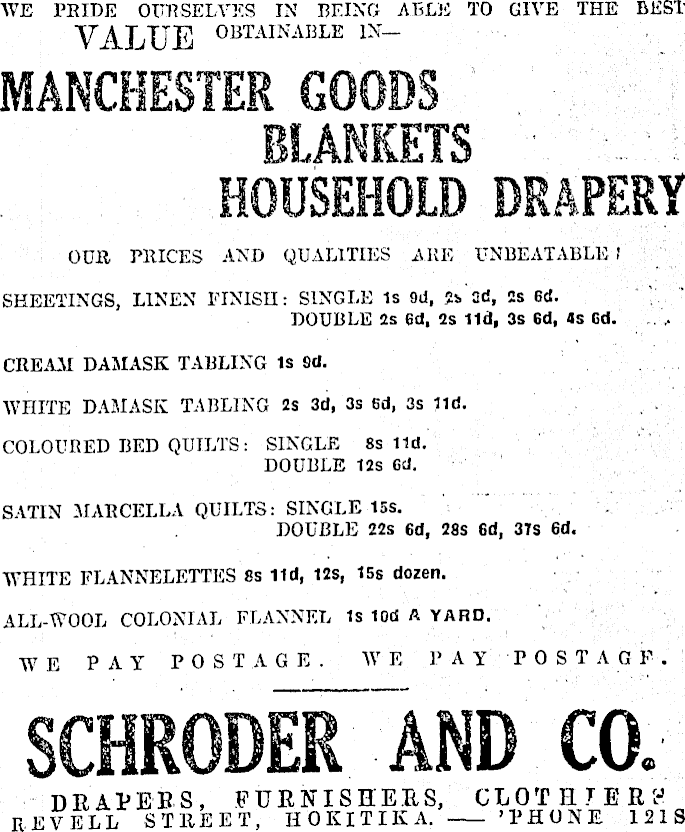 WE PRIDE OURSELVES IN BEING ABLE TO GIVE THE BEST
VALUE OBTAINABLE IN—
MANCHESTER GOODS
BLANKETS
HOUSEHOLD DRAPERY
OUR PRICES AND QUALITIES ARE UNBEATABLE!
SHEETINGS, LINEN FINISH: SINGLE 1s 9d, 2s 3d, 2s 6d.
DOUBLE 2s 6d, 2s 11d, 3s 6d, 4s 6d.
CREAM DAMASK TABLING 1s 9d.
WHITE DAMASK TABLING 2s 3d, 3s 6d, 3s 11d.
COLOURED BED QUILTS: SINGLE 8s 11d.
DOUBLE 12s 6d.
SATIN MARCELLA QUILTS: SINGLE 15s.
DOUBLE 22s 6d, 28s 6d, 37s 6d.
WHITE FLANNELETTES 8s 11d, 12s, 15s dozen.
ALL-WOOL COLONIAL FLANNEL 1s 10d A YARD.
WE PAY POSTAGE. WE PAY POSTAGE.
SCHRODER AND CO.
DRAPERS, FURNISHERS, CLOTHIERS
REVELL STREET, HOKITIKA. — 'PHONE 121S